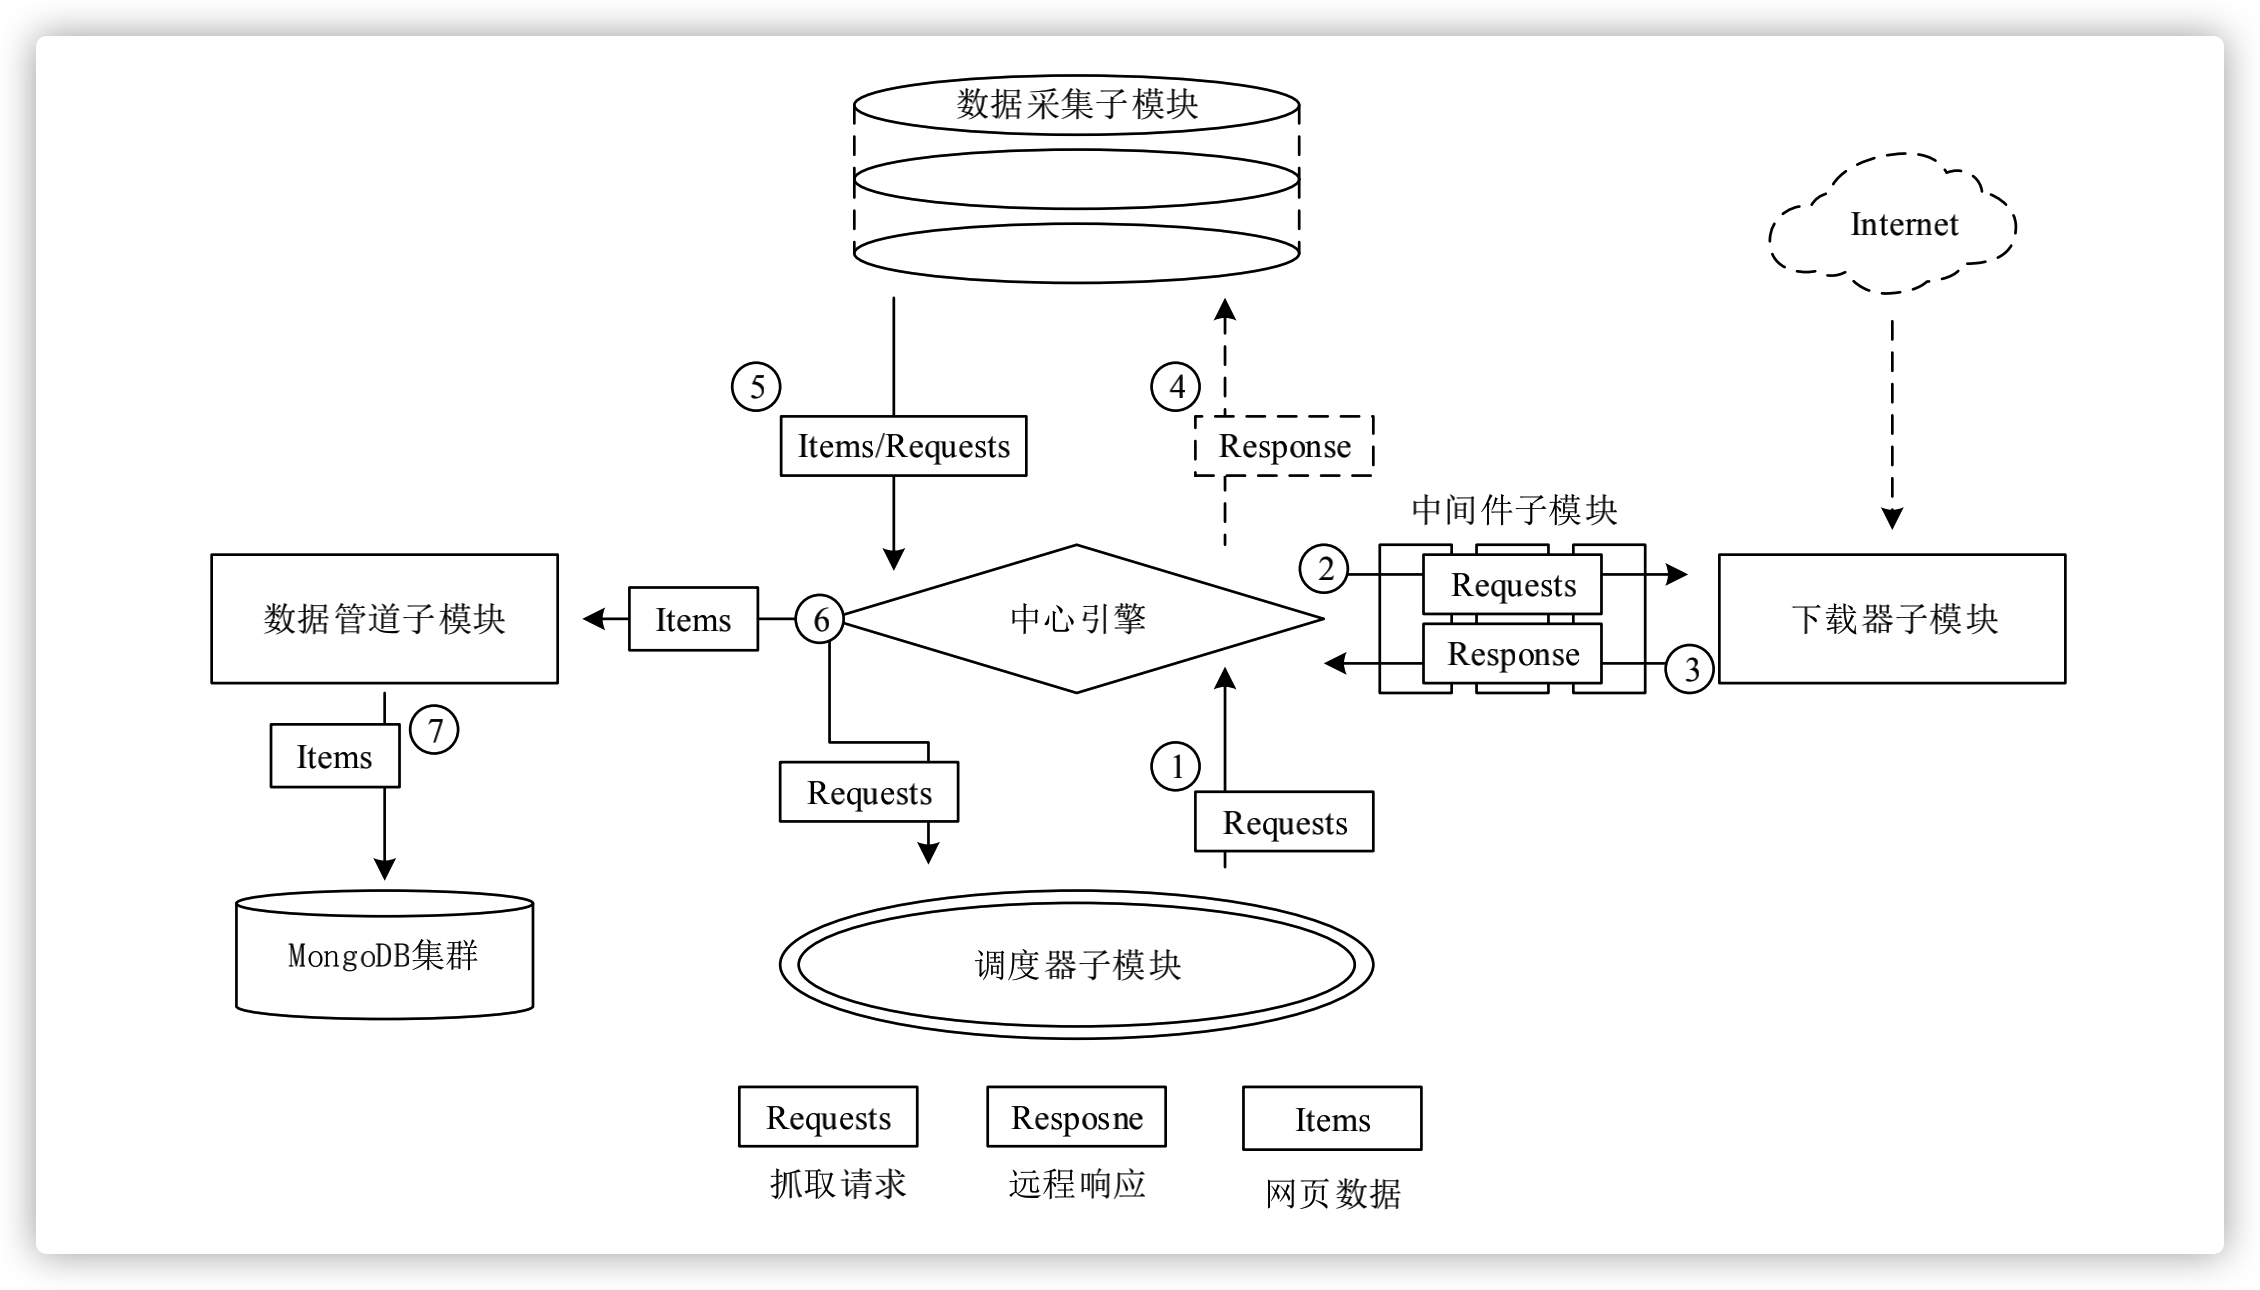 数据采集子模块
Internet
⑤
④
Items/Requests
Response
中间件子模块
②
Requests
数据管道子模块
Items
⑥
中心引擎
下载器子模块
Response
③
⑦
Items
Requests
①
Requests
MongoDB集群
调度器子模块
Requests
Resposne
Items
抓取请求
远程响应
网页数据